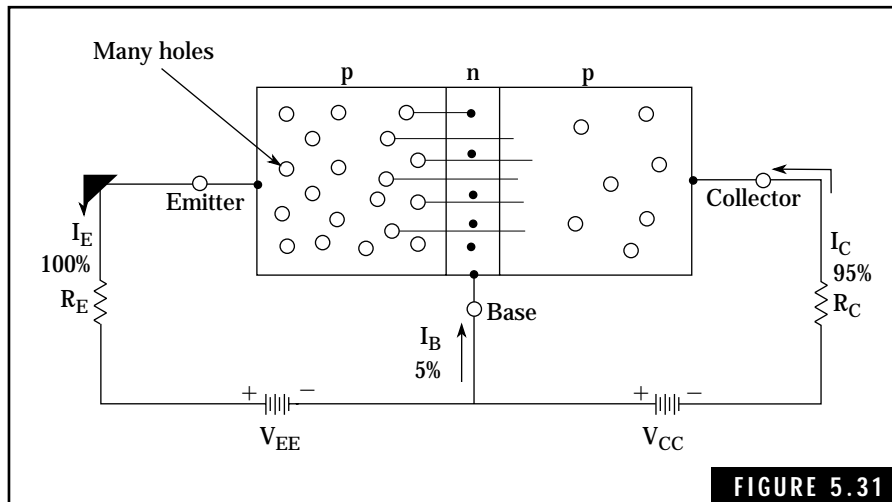 Many holes
p n p
Emitter
Collector
I_E
100%
R_E
I_C
95%
R_C
Base
I_B
5%
+ −
+ −
V_EE
V_CC
FIGURE 5.31